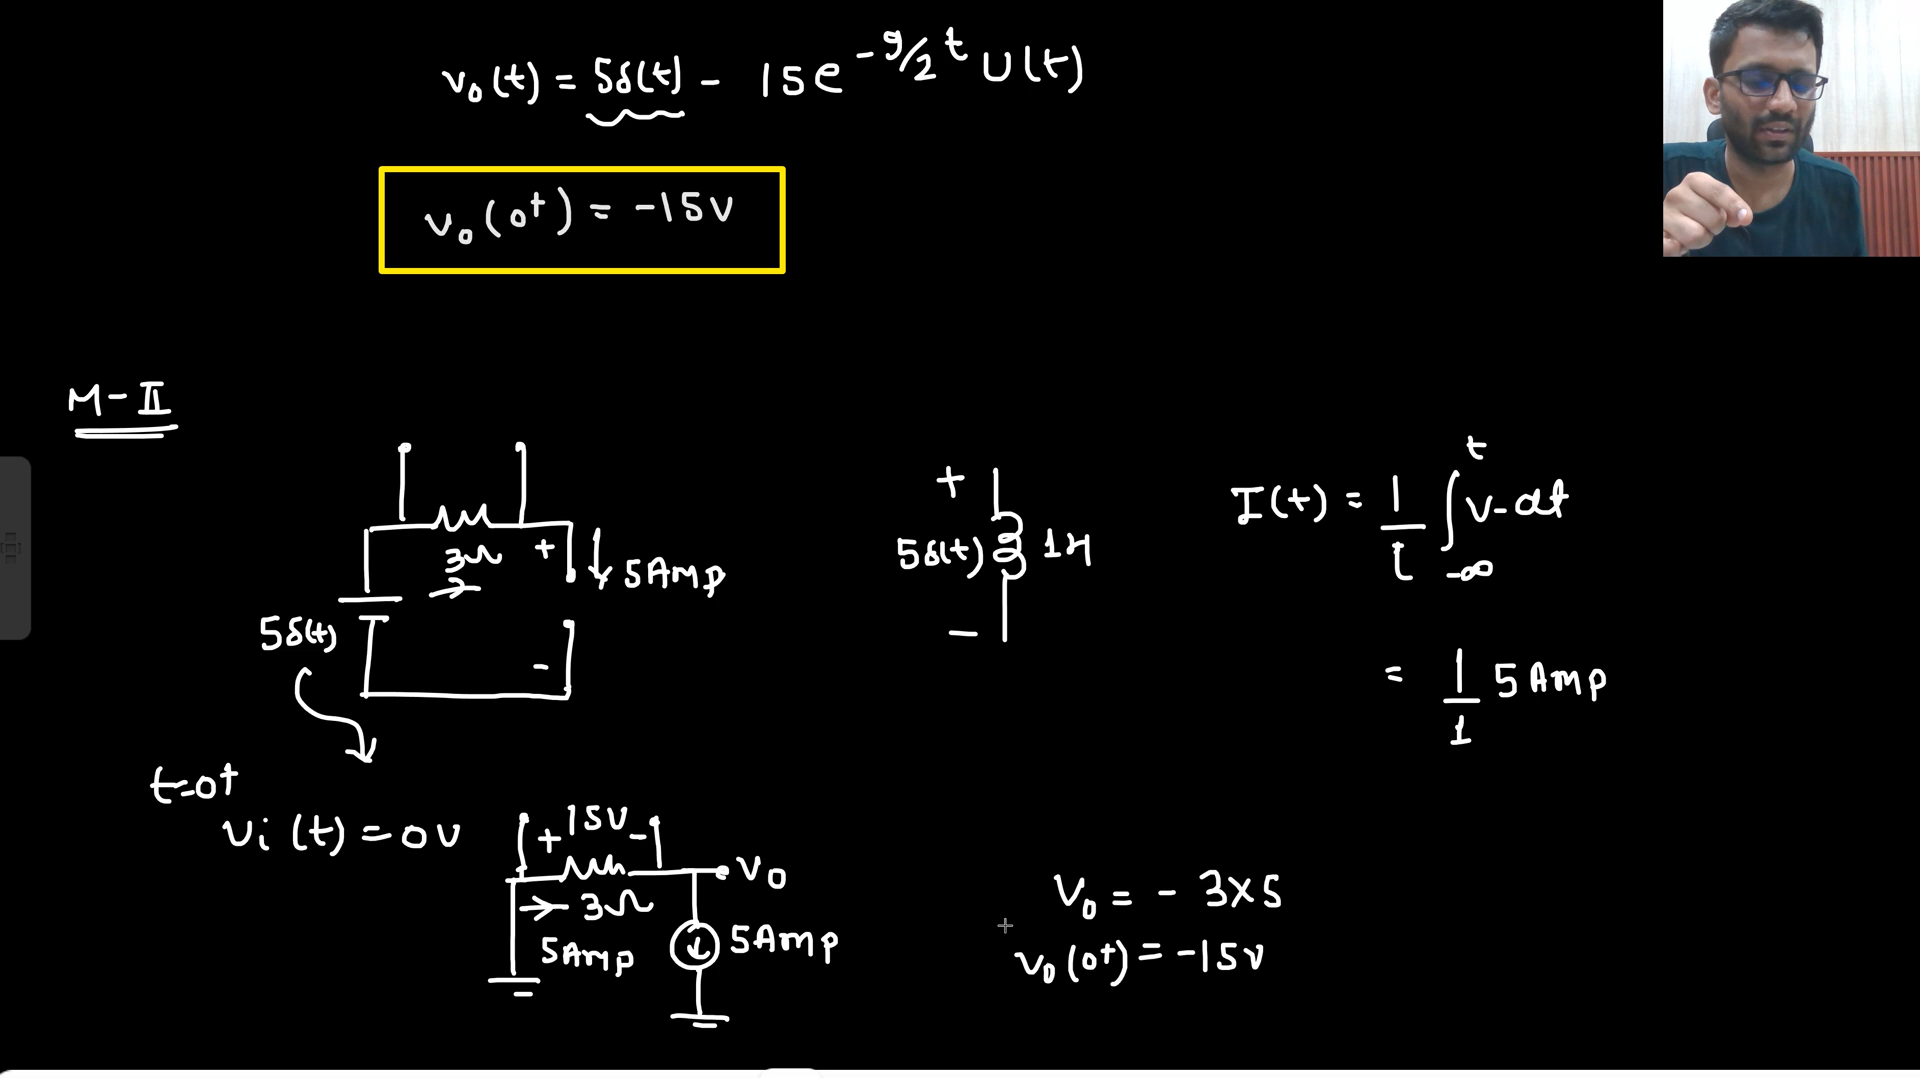 v₀(t) = 5δ(t) - 15e^{-9/2 t} U(t)
v₀(0⁺) = -15V
M-II
3Ω
+
5Amp
5δ(t)
-
+
5δ(t) 1H
-
I(t) = 1/L ∫_{-∞}^{t} v-dt
= 1/1 5Amp
t=0⁺
vi(t)=0V
+ 15V -
V₀
3Ω
5Amp
5Amp
V₀ = - 3×5
v₀(0⁺) = -15V